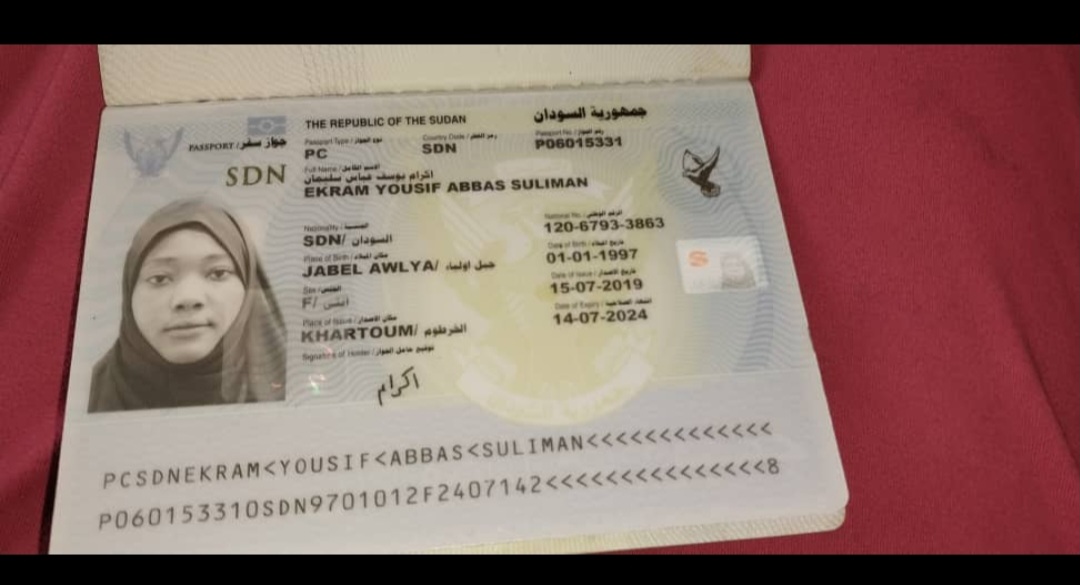 THE REPUBLIC OF THE SUDAN
جمهورية السودان
PASSPORT / جواز سفر
Passport Type / نوع الجواز
Country Code / رمز القطر
Passport No. / رقم الجواز
PC
SDN
P06015331
SDN
Full Name / الاسم الكامل
اكرام يوسف عباس سليمان
EKRAM YOUSIF ABBAS SULIMAN
Nationality / الجنسية
National No. / الرقم الوطني
SDN/ السودان
120-6793-3863
Place of Birth / مكان الميلاد
Date of Birth / تاريخ الميلاد
JABEL AWLYA/ جبل اولياء
01-01-1997
Sex / الجنس
Date of Issue / تاريخ الاصدار
F/ انثى
15-07-2019
Place of Issue / مكان الاصدار
Date of Expiry / انتهاء الصلاحية
KHARTOUM/ الخرطوم
14-07-2024
Signature of Holder / توقيع حامل الجواز
اكرام
PCSDNEKRAM<YOUSIF<ABBAS<SULIMAN<<<<<<<<<<<<<
P060153310SDN9701012F2407142<<<<<<<<<<<<<<<8